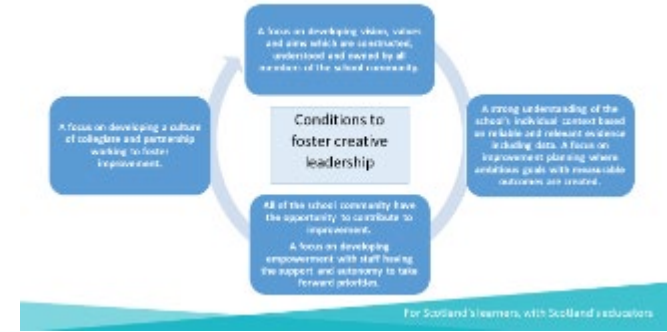 A focus on developing vision, values
and aims which are constructed,
understood and owned by all
members of the school community.
A strong understanding of the
school's individual context based
on reliable and relevant evidence
including data. A focus on
improvement planning where
ambitious goals with measurable
outcomes are created.
All of the school community have
the opportunity to contribute to
improvement.
A focus on developing
empowerment with staff having
the support and autonomy to take
forward priorities.
A focus on developing a culture
of collegiate and partnership
working to foster
improvement.
Conditions to
foster creative
leadership
For Scotland's learners, with Scotland's educators